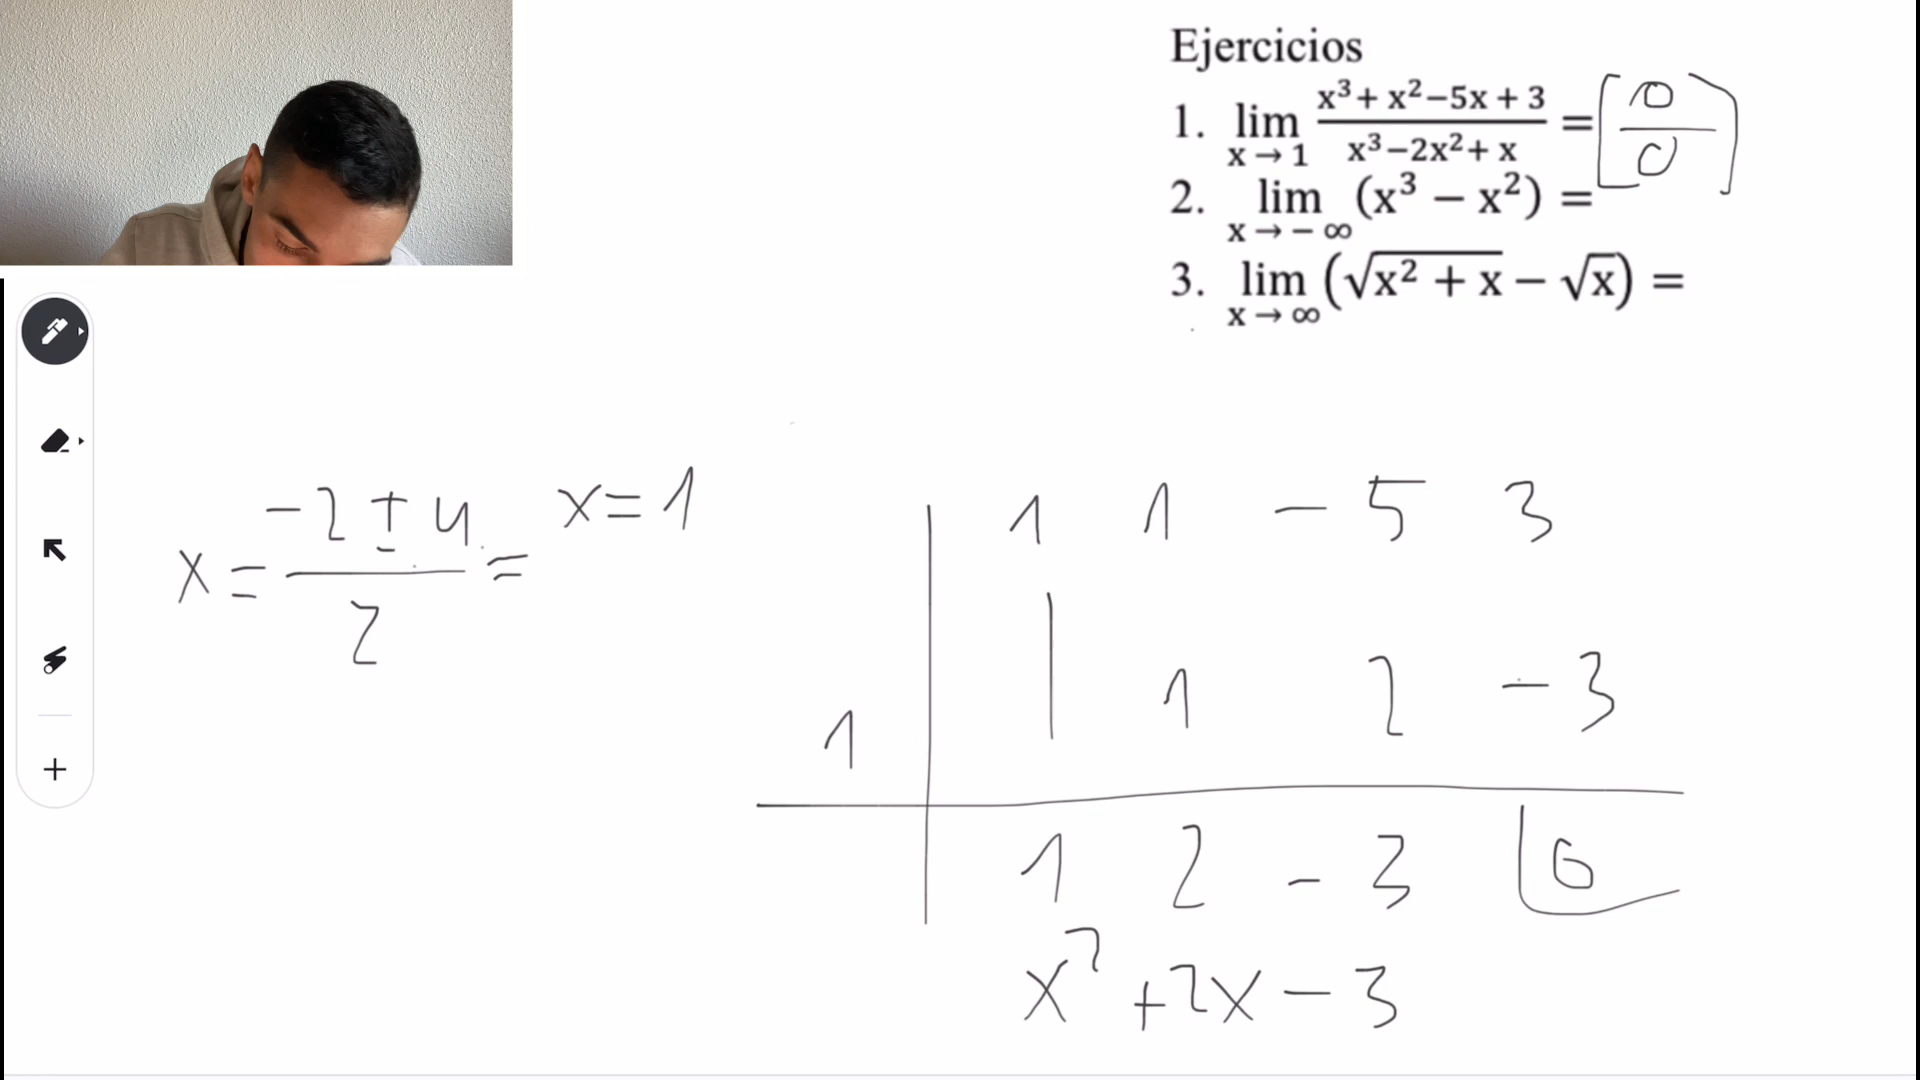 Ejercicios
1. lim x→1 x³+x²−5x+3 / x³−2x²+x = [0/0]
2. lim x→−∞ (x³ − x²) =
3. lim x→∞ (√x² + x − √x) =
x = -2 ± 4 / 2 = x = 1
1 1 -5 3
1 | 1 2 -3
1 2 -3 0
x² + 2x - 3